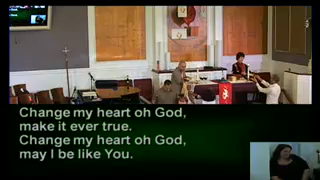 Change my heart oh God,
make it ever true.
Change my heart oh God,
may I be like You.